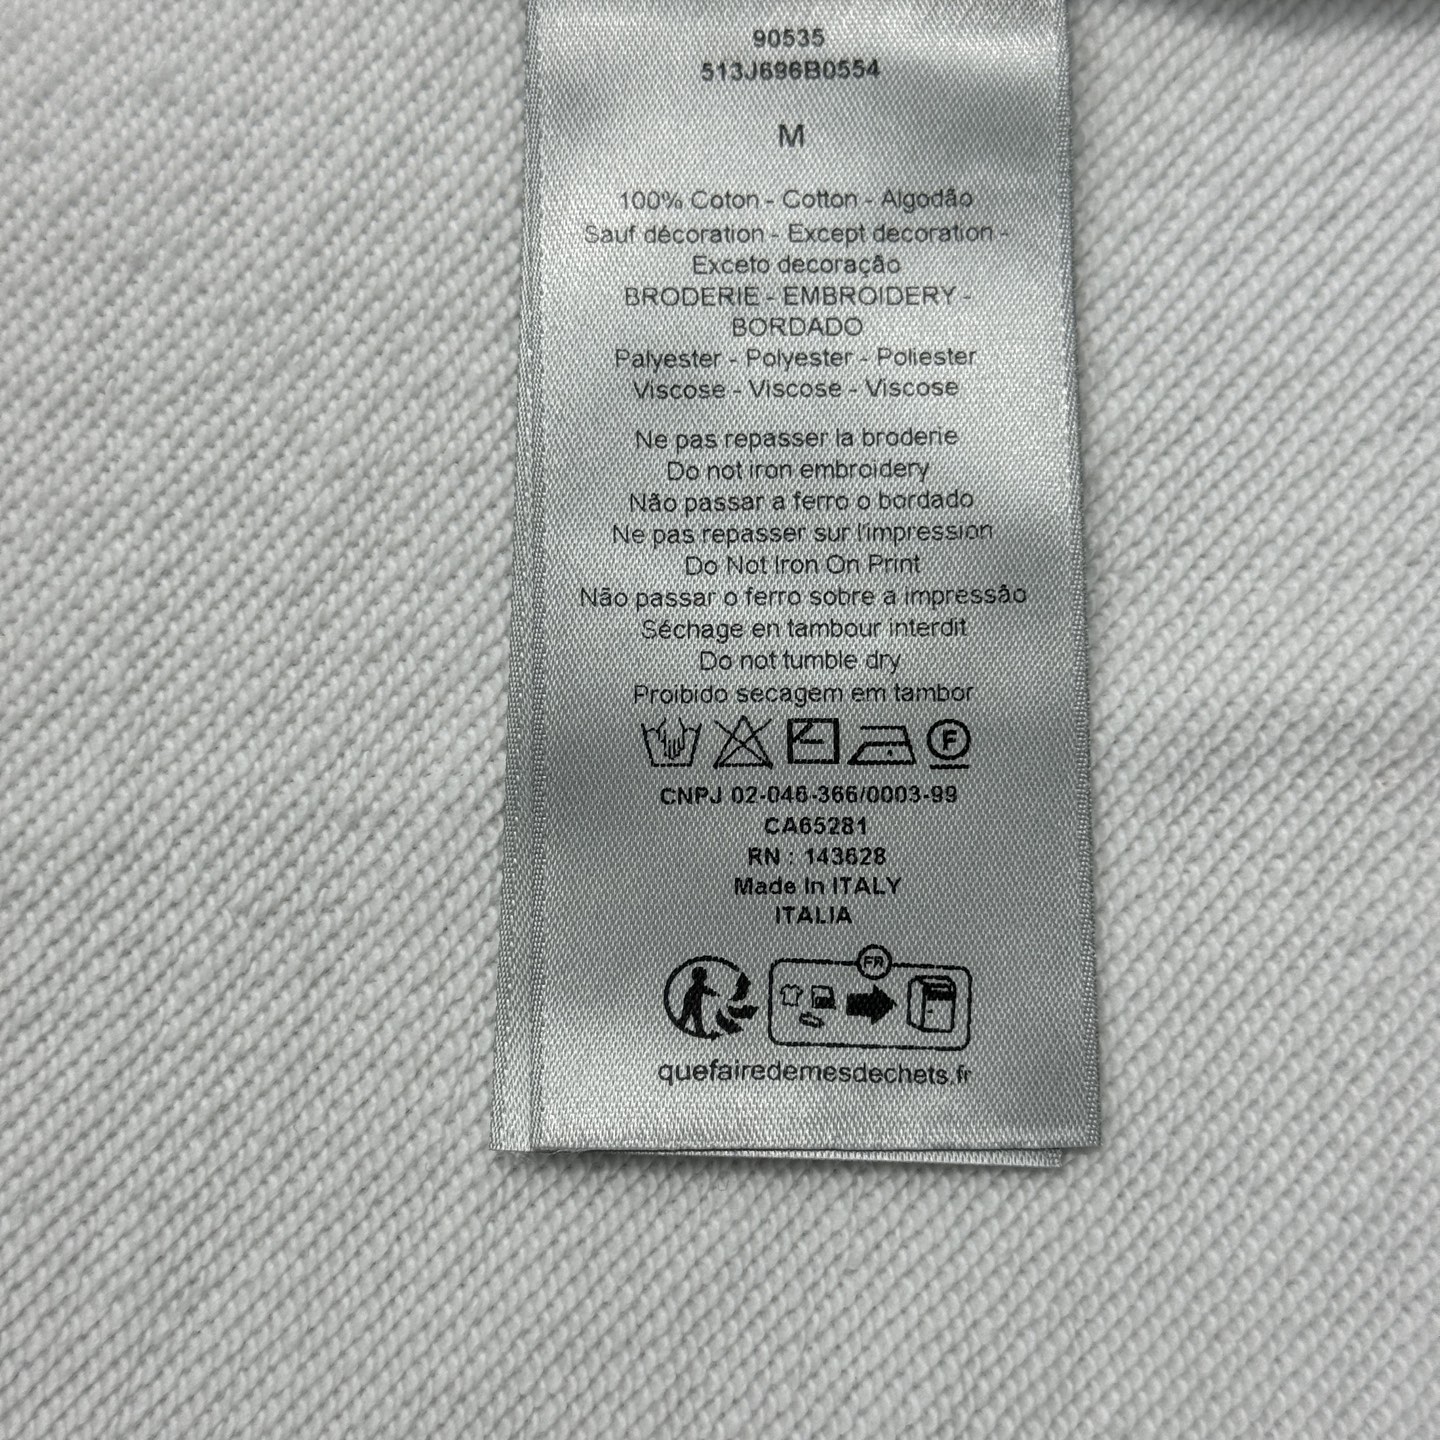 90535
513J696B0554
M
100% Coton - Cotton - Algodão
Sauf décoration - Except decoration -
Exceto decoração
BRODERIE - EMBROIDERY -
BORDADO
Palyester - Polyester - Poliester
Viscose - Viscose - Viscose
Ne pas repasser la broderie
Do not iron embroidery
Não passar a ferro o bordado
Ne pas repasser sur l'impression
Do Not Iron On Print
Não passar o ferro sobre a impressão
Séchage en tambour interdit
Do not tumble dry
Proibido secagem em tambor
F
CNPJ 02-046-366/0003-99
CA65281
RN : 143628
Made In ITALY
ITALIA
FR
quefairedemesdechets.fr